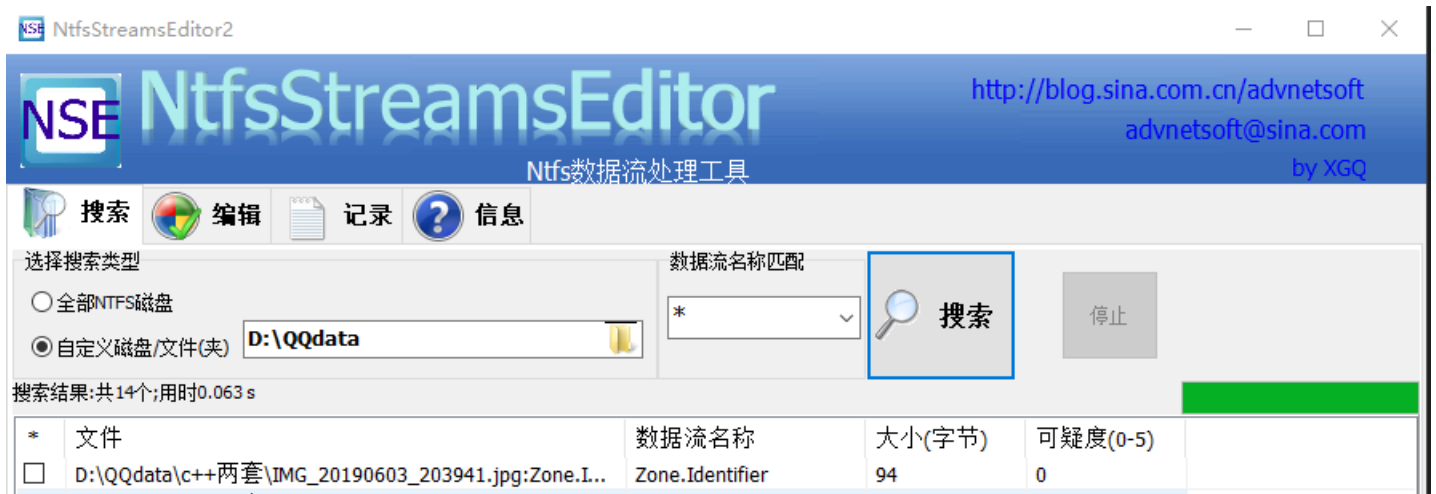 NSE NtfsStreamsEditor2
NSE NtfsStreamsEditor
http://blog.sina.com.cn/advnetsoft
advnetsoft@sina.com
Ntfs数据流处理工具
by XGQ
搜索 编辑 记录 信息
选择搜索类型
数据流名称匹配
全部NTFS磁盘
*
搜索
停止
自定义磁盘/文件(夹) D:\QQdata
搜索结果:共14个;用时0.063 s
* 文件 数据流名称 大小(字节) 可疑度(0-5)
D:\QQdata\c++两套\IMG_20190603_203941.jpg:Zone.I... Zone.Identifier 94 0